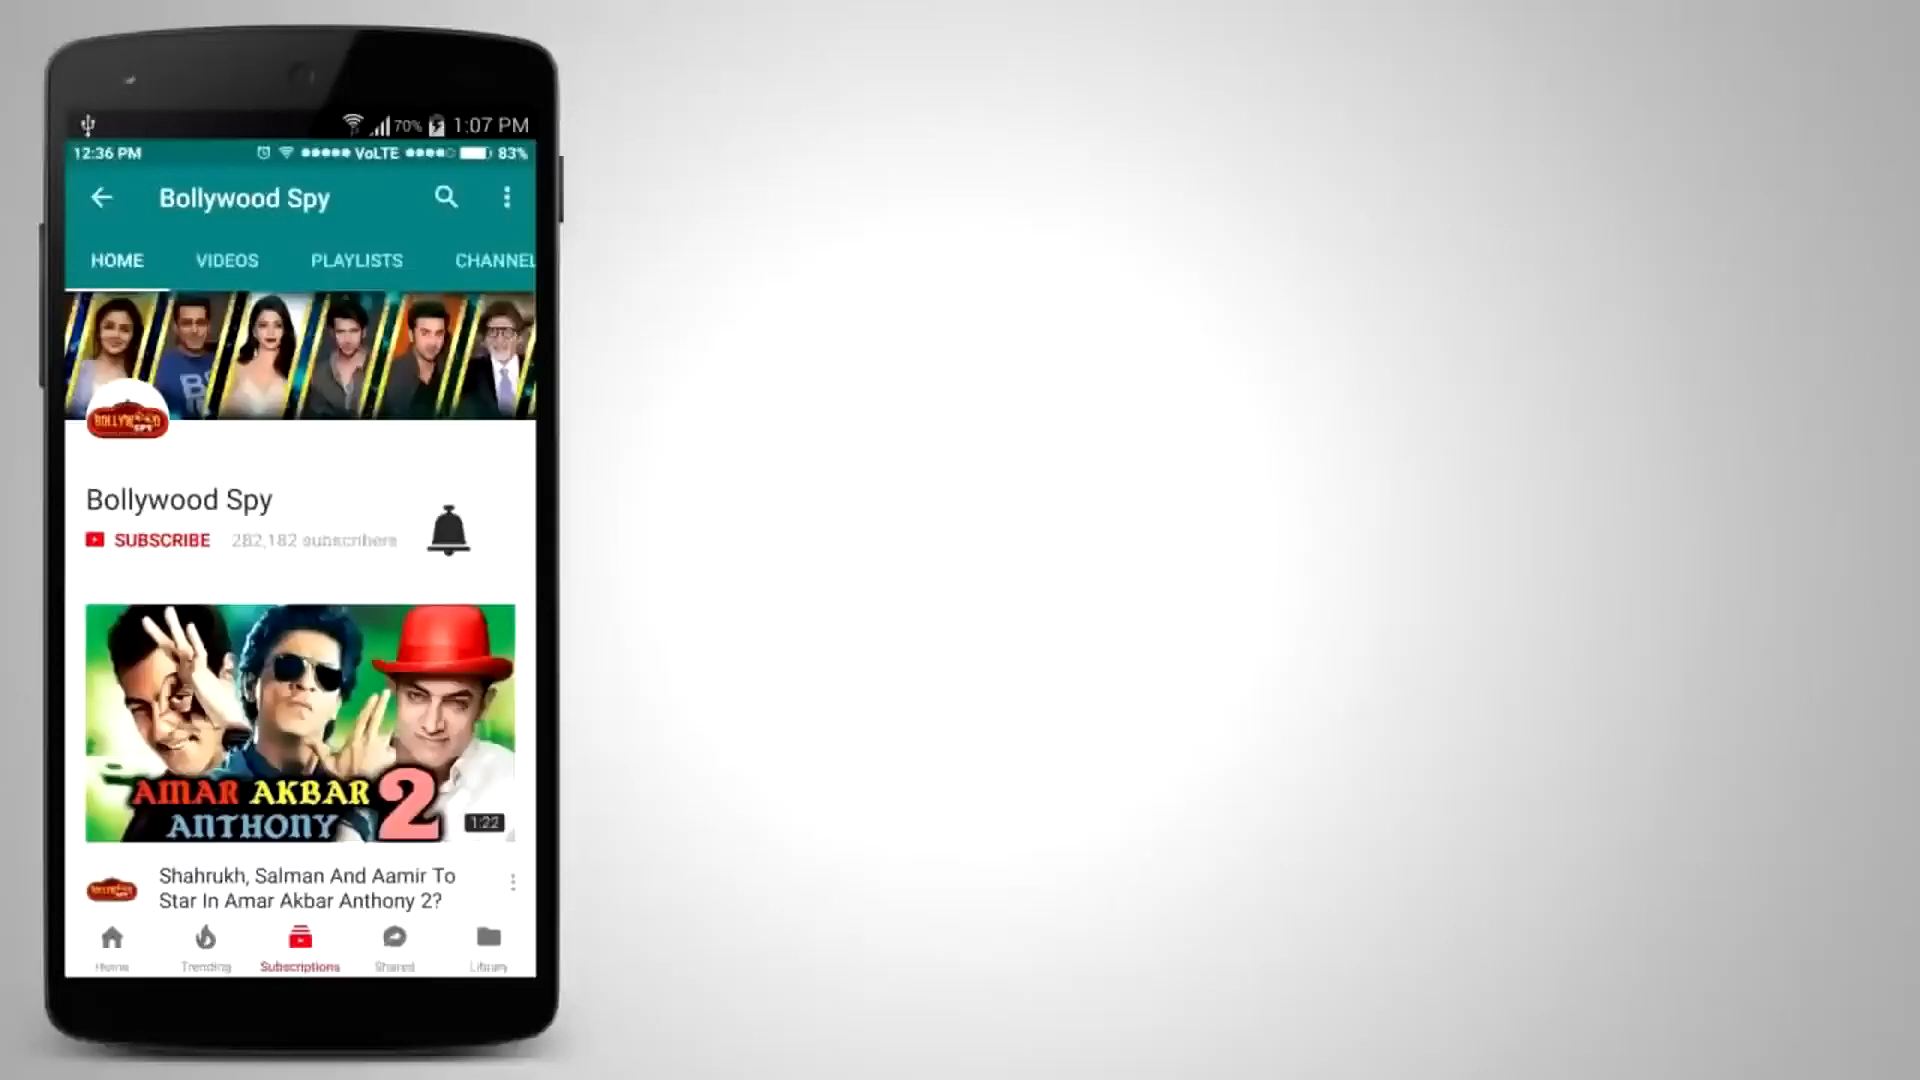 70% 1:07 PM
12:36 PM VoLTE 83%
Bollywood Spy
HOME VIDEOS PLAYLISTS CHANNEL
BOLLYWOOD
SPY
Bollywood Spy
SUBSCRIBE 282,182 subscribers
AMAR AKBAR 2
ANTHONY
1:22
Shahrukh, Salman And Aamir To
Star In Amar Akbar Anthony 2?
Home Trending Subscriptions Shared Library